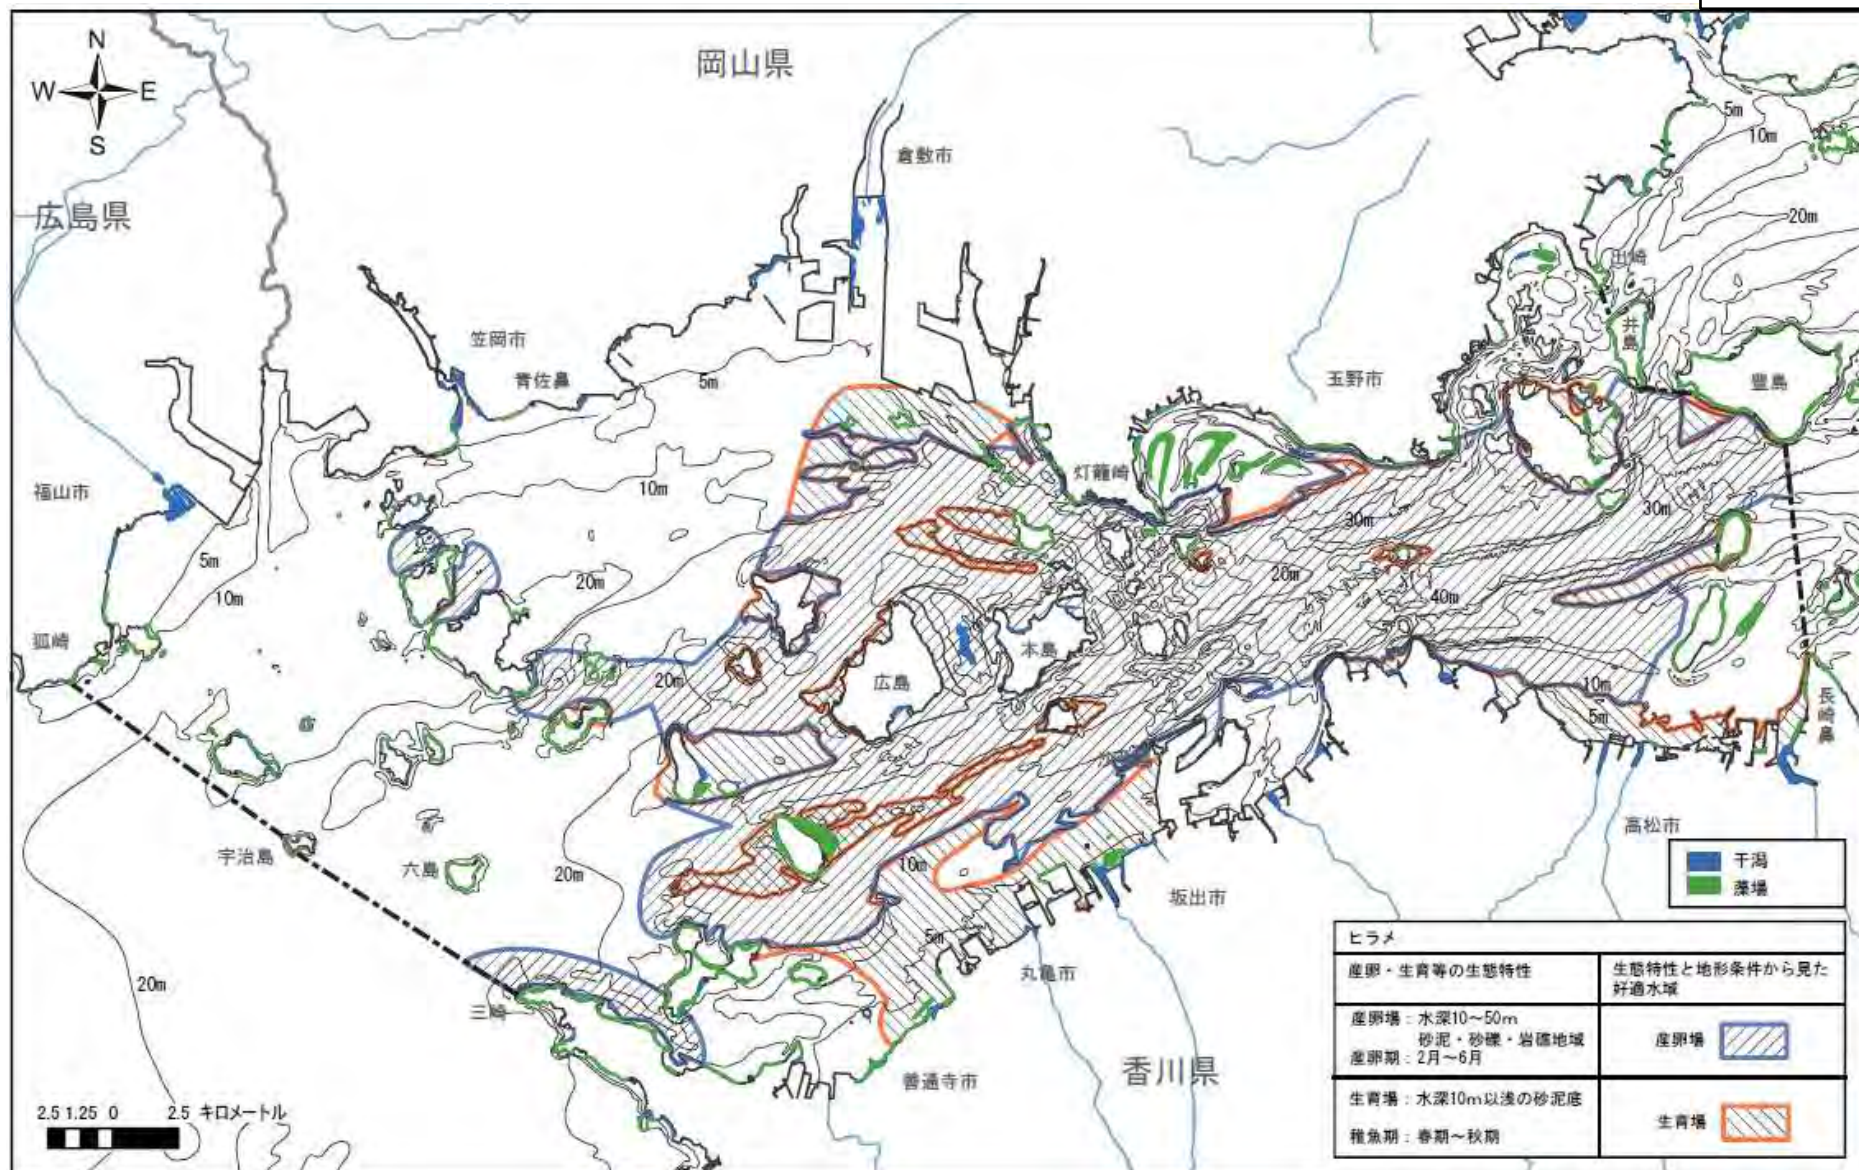 N
W E
S
岡山県
広島県
倉敷市
5m
10m
20m
出崎
井島
豊島
笠岡市
青佐鼻
5m
玉野市
福山市
10m
灯籠崎
30m
30m
5m
10m
20m
20m
40m
狐崎
本島
広島
20m
10m
5m
長崎鼻
高松市
宇治島
六島
20m
10m
坂出市
5m
丸亀市
20m
三崎
善通寺市
香川県
2.5 1.25 0 2.5 キロメートル
干潟
藻場
ヒラメ
産卵・生育等の生態特性
生態特性と地形条件から見た
好適水域
産卵場：水深10～50m
砂泥・砂礫・岩礁地域
産卵期：2月～6月
産卵場
生育場：水深10m以浅の砂泥底
稚魚期：春期～秋期
生育場